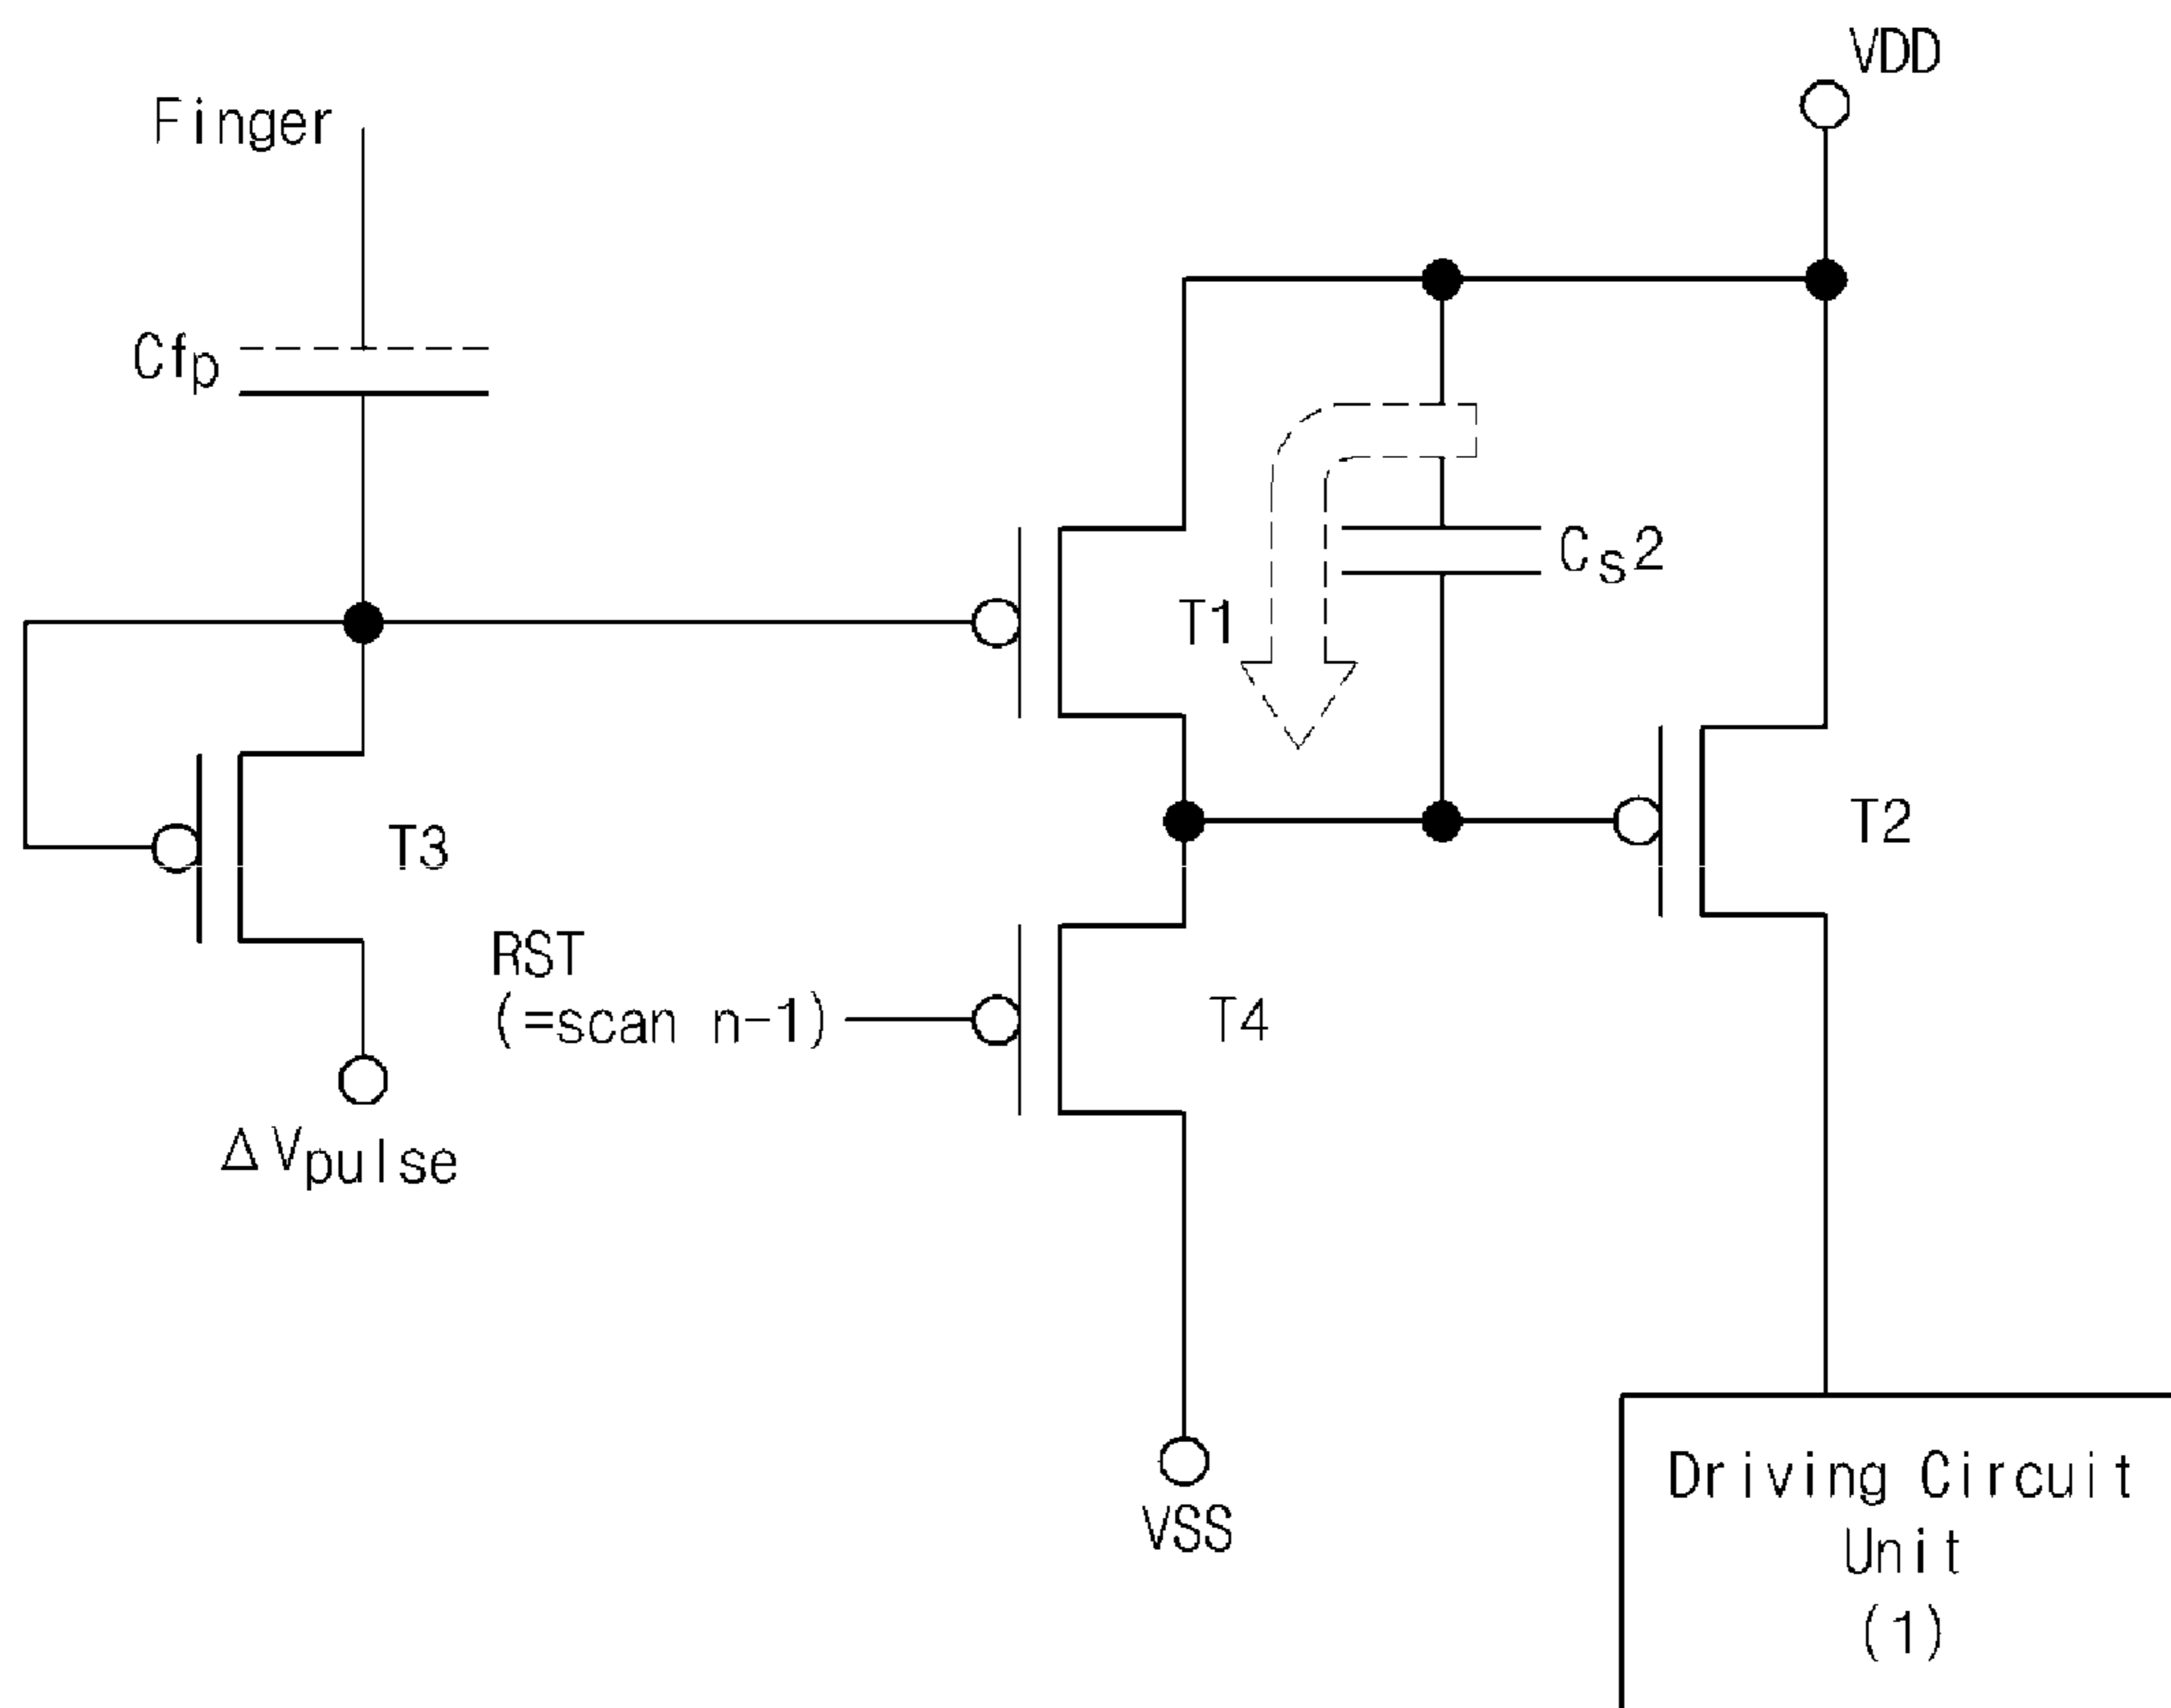 VDD
Finger
Cfp
Cs2
T1
T2
T3
RST
(=scan n-1)
T4
ΔVpulse
VSS
Driving Circuit
Unit
(1)